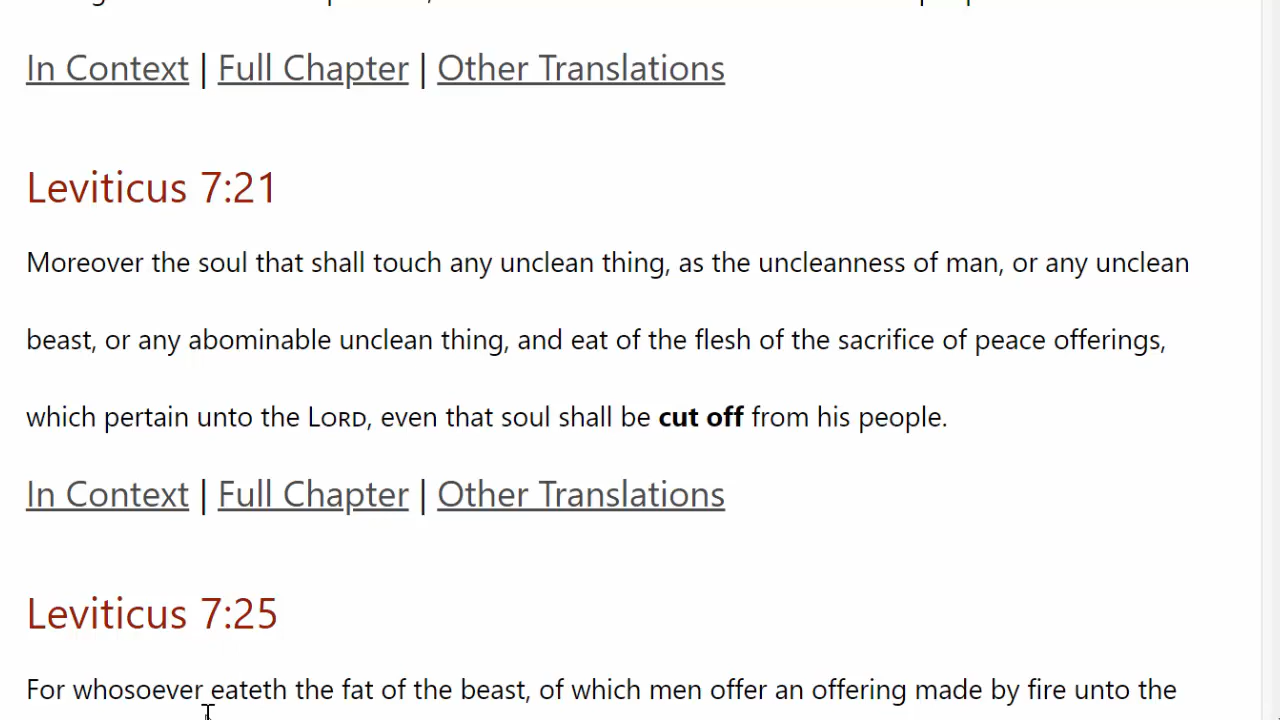 In Context | Full Chapter | Other Translations
Leviticus 7:21
Moreover the soul that shall touch any unclean thing, as the uncleanness of man, or any unclean
beast, or any abominable unclean thing, and eat of the flesh of the sacrifice of peace offerings,
which pertain unto the LORD, even that soul shall be cut off from his people.
In Context | Full Chapter | Other Translations
Leviticus 7:25
For whosoever eateth the fat of the beast, of which men offer an offering made by fire unto the